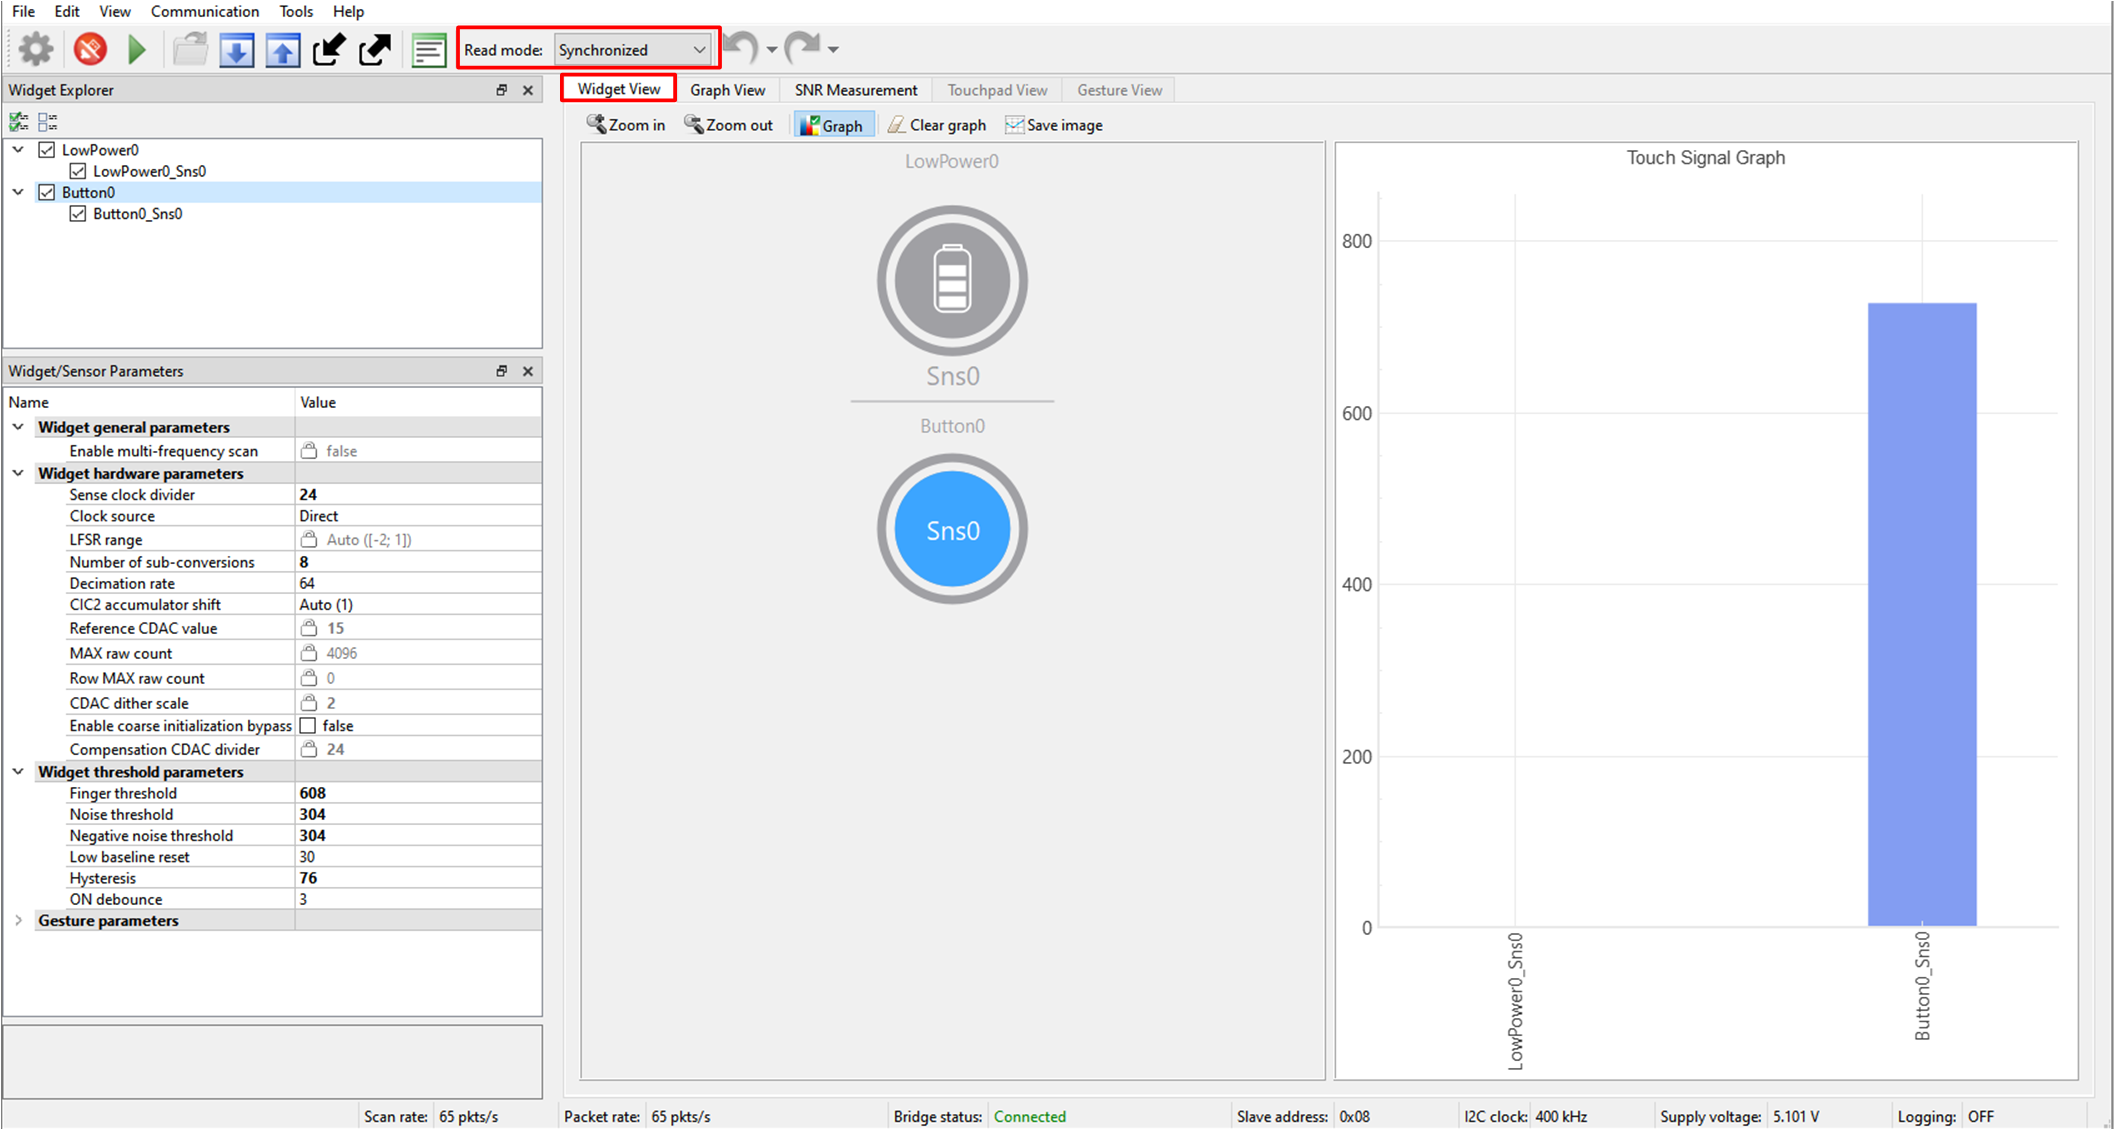 File Edit View Communication Tools Help
Read mode: Synchronized
Widget Explorer
LowPower0
LowPower0_Sns0
Button0
Button0_Sns0
Widget/Sensor Parameters
Name Value
Widget general parameters
Enable multi-frequency scan false
Widget hardware parameters
Sense clock divider 24
Clock source Direct
LFSR range Auto ([-2; 1])
Number of sub-conversions 8
Decimation rate 64
CIC2 accumulator shift Auto (1)
Reference CDAC value 15
MAX raw count 4096
Row MAX raw count 0
CDAC dither scale 2
Enable coarse initialization bypass false
Compensation CDAC divider 24
Widget threshold parameters
Finger threshold 608
Noise threshold 304
Negative noise threshold 304
Low baseline reset 30
Hysteresis 76
ON debounce 3
Gesture parameters
Widget View Graph View SNR Measurement Touchpad View Gesture View
Zoom in Zoom out Graph Clear graph Save image
LowPower0
Sns0
Button0
Sns0
Touch Signal Graph
800
600
400
200
0
LowPower0_Sns0
Button0_Sns0
Scan rate: 65 pkts/s Packet rate: 65 pkts/s Bridge status: Connected Slave address: 0x08 I2C clock: 400 kHz Supply voltage: 5.101 V Logging: OFF